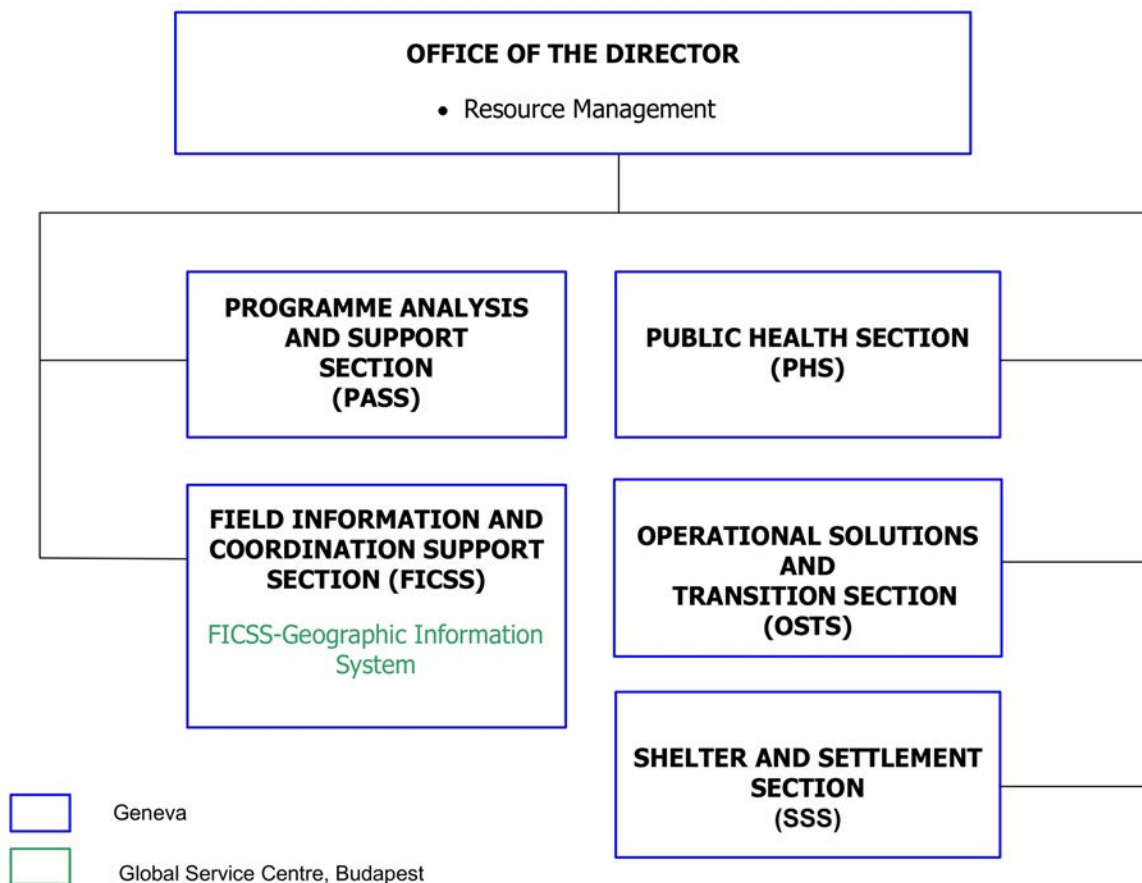 OFFICE OF THE DIRECTOR
• Resource Management
PROGRAMME ANALYSIS
AND SUPPORT
SECTION
(PASS)
PUBLIC HEALTH SECTION
(PHS)
FIELD INFORMATION AND
COORDINATION SUPPORT
SECTION (FICSS)
FICSS-Geographic Information
System
OPERATIONAL SOLUTIONS
AND
TRANSITION SECTION
(OSTS)
SHELTER AND SETTLEMENT
SECTION
(SSS)
Geneva
Global Service Centre, Budapest